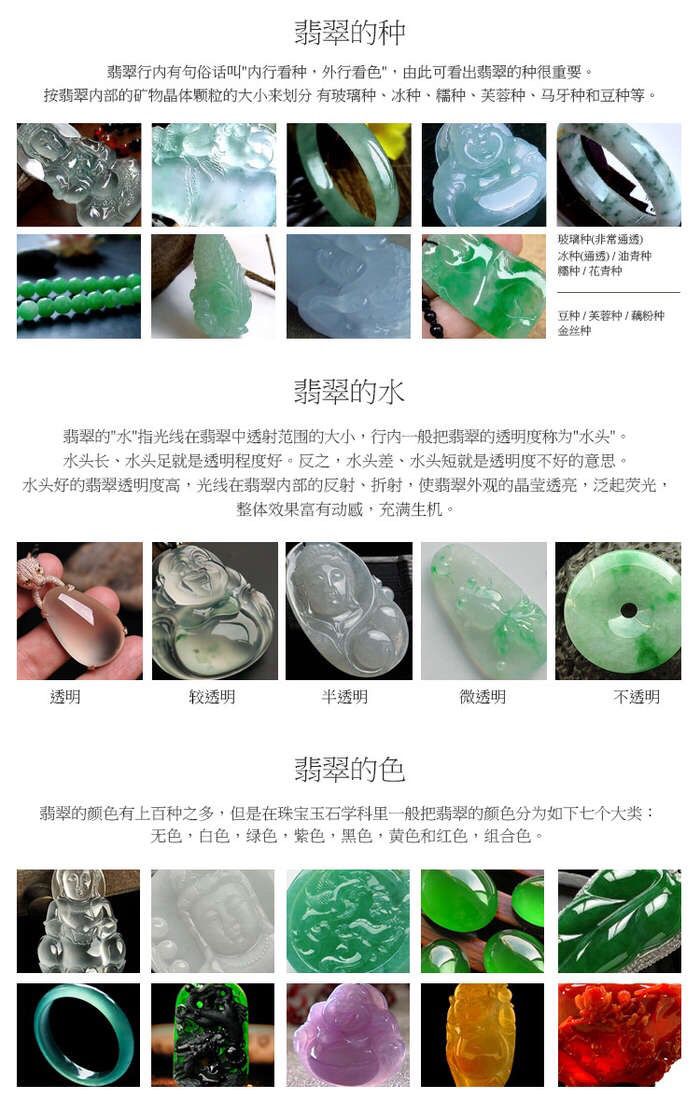 翡翠的种
翡翠行内有句俗话叫"内行看种，外行看色"，由此可看出翡翠的种很重要。
按翡翠内部的矿物晶体颗粒的大小来划分 有玻璃种、冰种、糯种、芙蓉种、马牙种和豆种等。
玻璃种(非常通透)
冰种(通透) / 油青种
糯种 / 花青种
豆种 / 芙蓉种 / 藕粉种
金丝种
翡翠的水
翡翠的"水"指光线在翡翠中透射范围的大小，行内一般把翡翠的透明度称为"水头"。
水头长、水头足就是透明程度好。反之，水头差、水头短就是透明度不好的意思。
水头好的翡翠透明度高，光线在翡翠内部的反射、折射，使翡翠外观的晶莹透亮，泛起荧光，
整体效果富有动感，充满生机。
透明
较透明
半透明
微透明
不透明
翡翠的色
翡翠的颜色有上百种之多，但是在珠宝玉石学科里一般把翡翠的颜色分为如下七个大类：
无色，白色，绿色，紫色，黑色，黄色和红色，组合色。